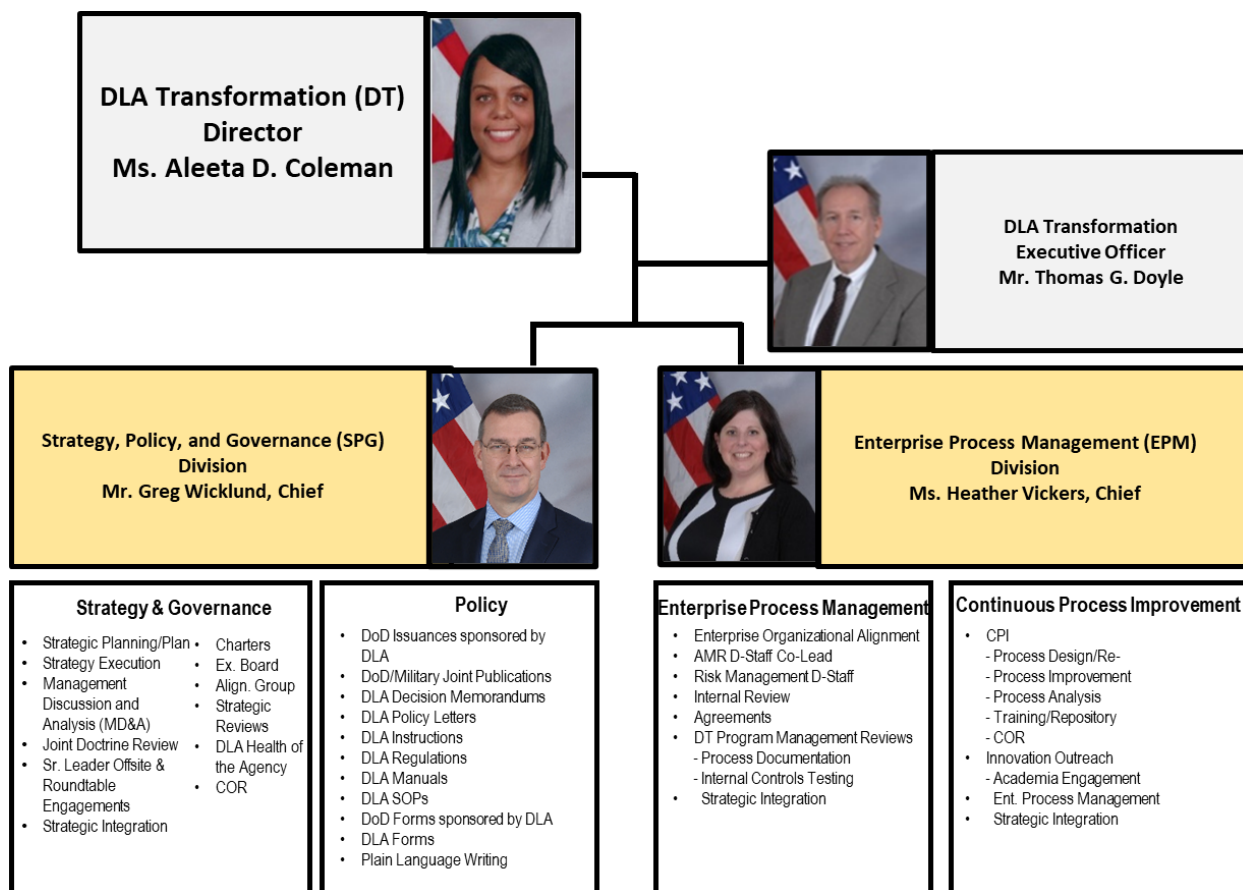 DLA Transformation (DT)
Director
Ms. Aleeta D. Coleman
DLA Transformation
Executive Officer
Mr. Thomas G. Doyle
Strategy, Policy, and Governance (SPG)
Division
Mr. Greg Wicklund, Chief
Enterprise Process Management (EPM)
Division
Ms. Heather Vickers, Chief
Strategy & Governance
• Strategic Planning/Plan
• Strategy Execution
• Management
Discussion and
Analysis (MD&A)
• Joint Doctrine Review
• Sr. Leader Offsite &
Roundtable
Engagements
• Strategic Integration
• Charters
• Ex. Board
• Align. Group
• Strategic
Reviews
• DLA Health of
the Agency
• COR
Policy
• DoD Issuances sponsored by
DLA
• DoD/Military Joint Publications
• DLA Decision Memorandums
• DLA Policy Letters
• DLA Instructions
• DLA Regulations
• DLA Manuals
• DLA SOPs
• DoD Forms sponsored by DLA
• DLA Forms
• Plain Language Writing
Enterprise Process Management
• Enterprise Organizational Alignment
• AMR D-Staff Co-Lead
• Risk Management D-Staff
• Internal Review
• Agreements
• DT Program Management Reviews
- Process Documentation
- Internal Controls Testing
• Strategic Integration
Continuous Process Improvement
• CPI
- Process Design/Re-
- Process Improvement
- Process Analysis
- Training/Repository
- COR
• Innovation Outreach
- Academia Engagement
• Ent. Process Management
• Strategic Integration